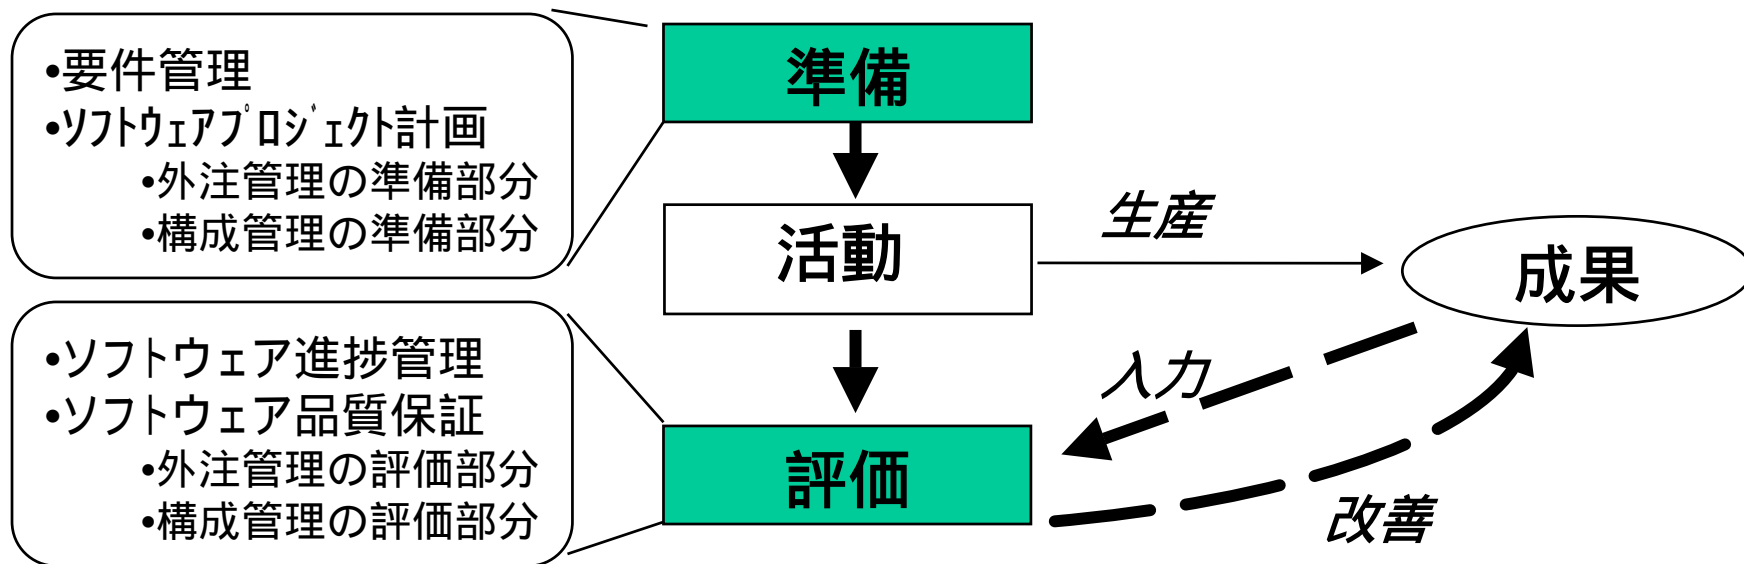 •要件管理
•ｿﾌﾄｳｪｱﾌﾟﾛｼﾞｪｸﾄ計画
•外注管理の準備部分
•構成管理の準備部分
•ソフトウェア進捗管理
•ソフトウェア品質保証
•外注管理の評価部分
•構成管理の評価部分
準備
活動
評価
生産
成果
入力
改善